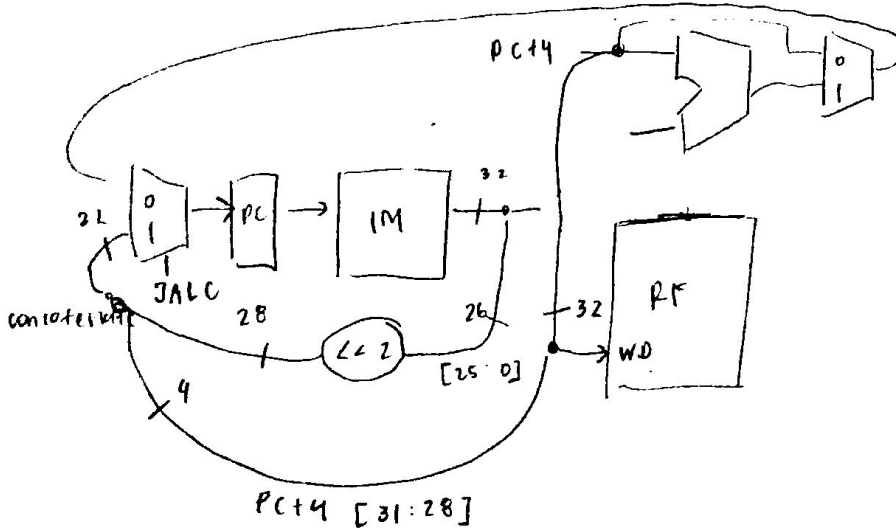 PC+4
0
1
32
0
1
PC
IM
32
JALC
RF
28
<< 2
26
[25:0]
32
WD
4
PC+4 [31:28]